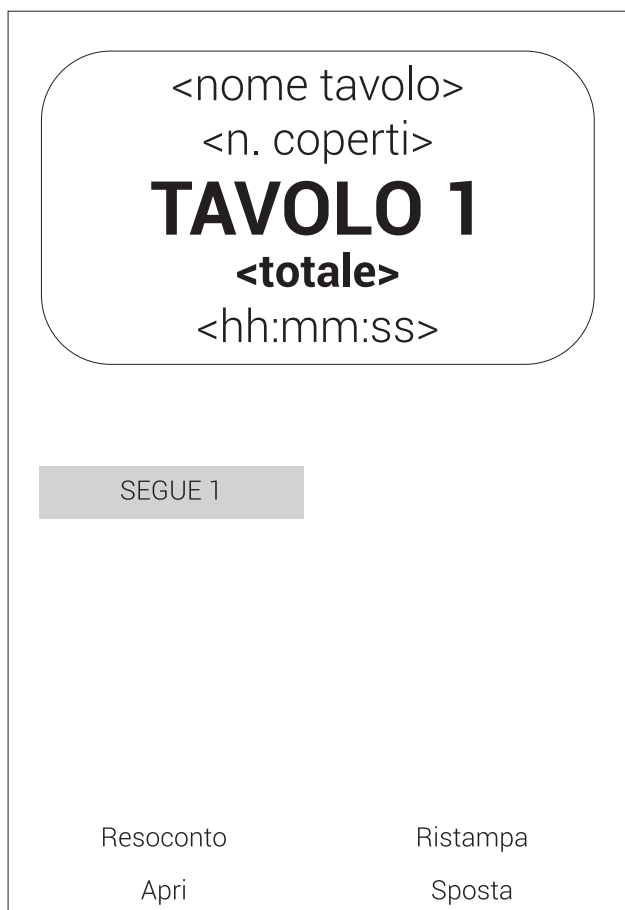 <nome tavolo>
<n. coperti>
TAVOLO 1
<totale>
<hh:mm:ss>
SEGUE 1
Resoconto Ristampa
Apri Sposta